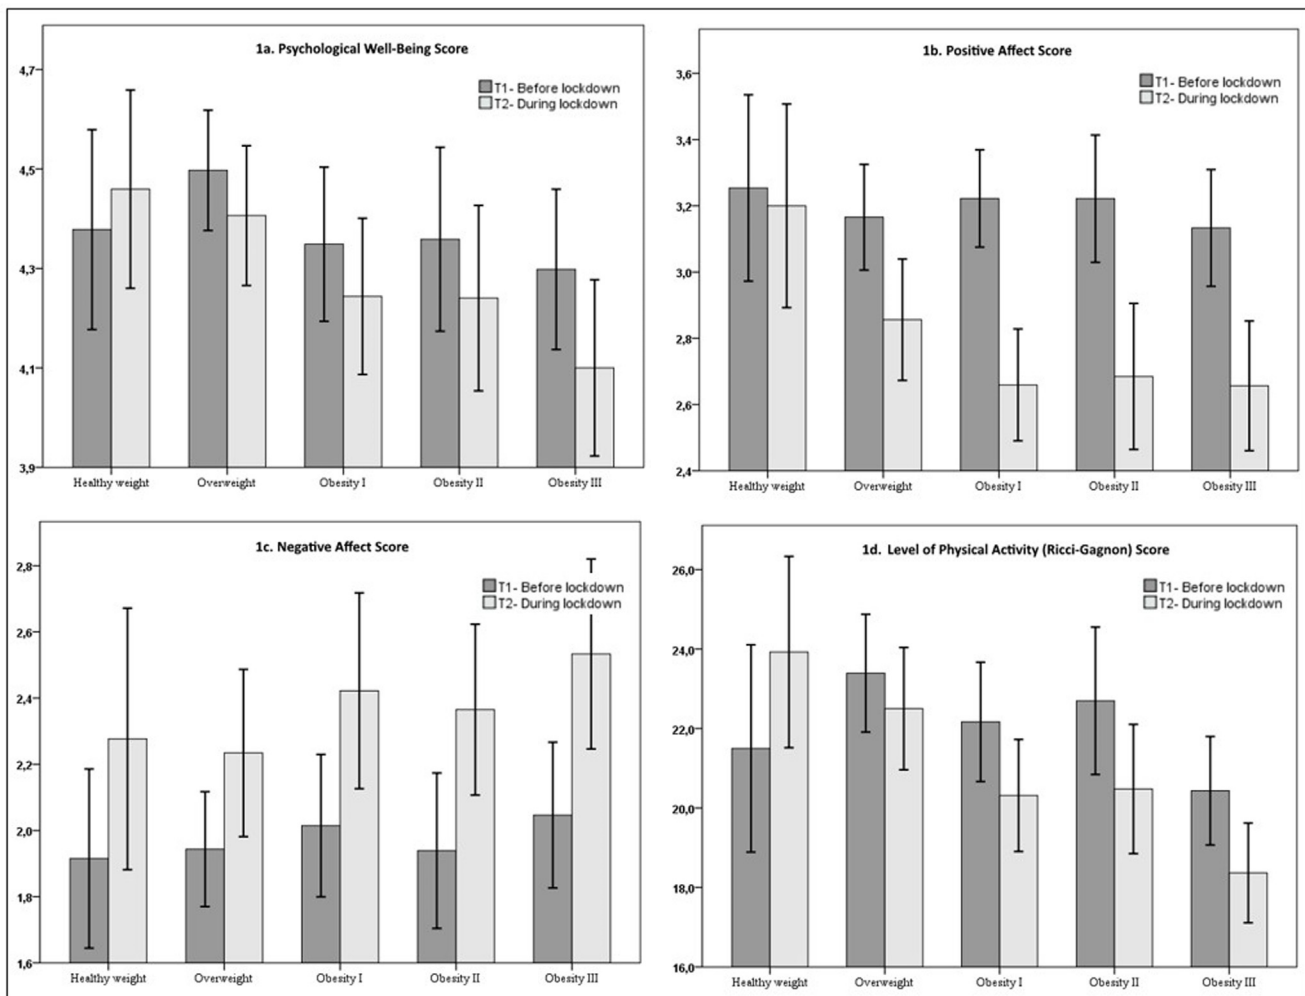 1a. Psychological Well-Being Score
T1- Before lockdown
T2- During lockdown
4,7
4,5
4,3
4,1
3,9
Healthy weight
Overweight
Obesity I
Obesity II
Obesity III
1b. Positive Affect Score
T1- Before lockdown
T2- During lockdown
3,6
3,4
3,2
3,0
2,8
2,6
2,4
Healthy weight
Overweight
Obesity I
Obesity II
Obesity III
1c. Negative Affect Score
T1- Before lockdown
T2- During lockdown
2,8
2,6
2,4
2,2
2,0
1,8
1,6
Healthy weight
Overweight
Obesity I
Obesity II
Obesity III
1d. Level of Physical Activity (Ricci-Gagnon) Score
T1- Before lockdown
T2- During lockdown
26,0
24,0
22,0
20,0
18,0
16,0
Healthy weight
Overweight
Obesity I
Obesity II
Obesity III